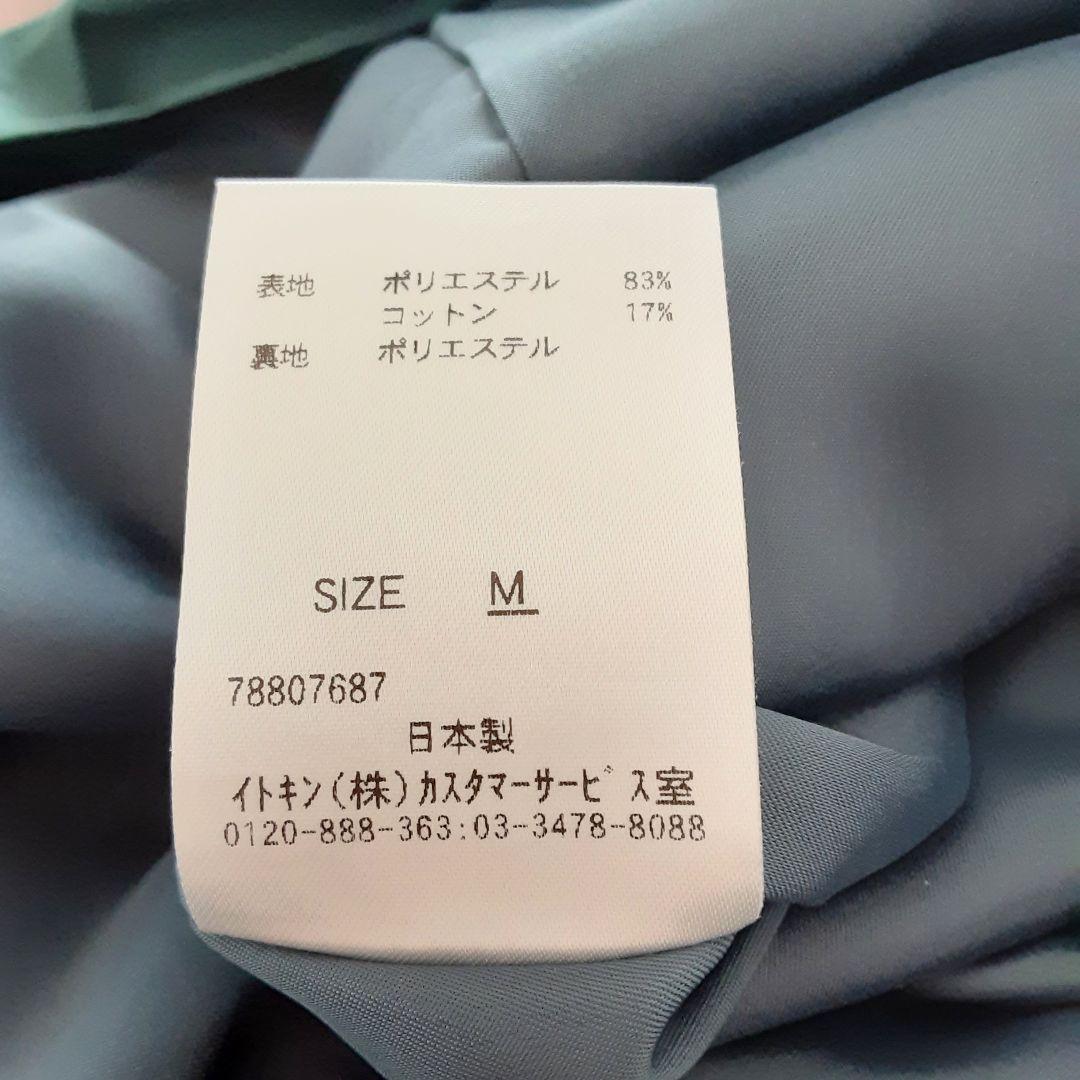 表地 ポリエステル 83%
コットン 17%
裏地 ポリエステル
SIZE M
78807687
日本製
イトキン(株)カスタマーサービス室
0120-888-363:03-3478-8088